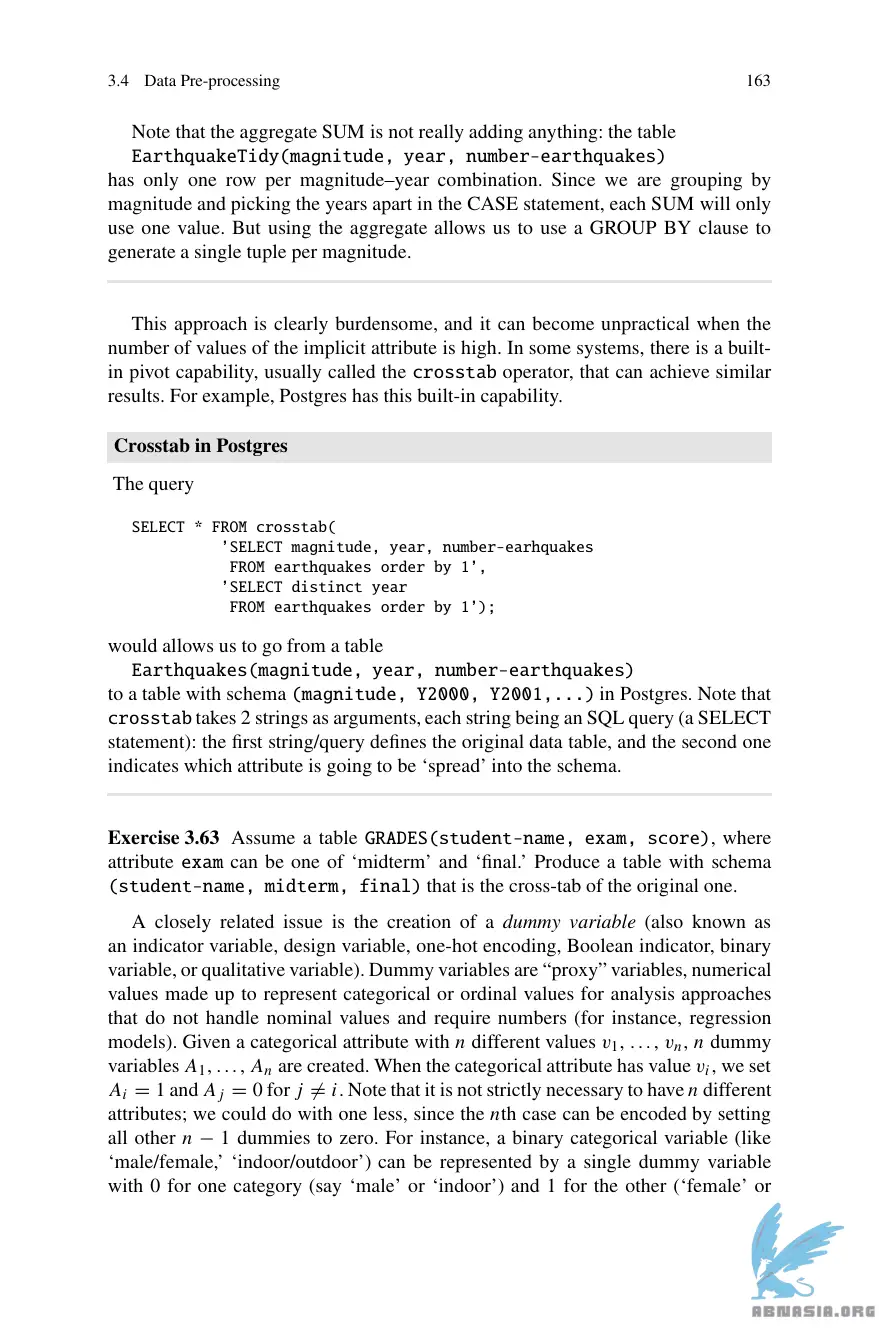 3.4 Data Pre-processing 163
Note that the aggregate SUM is not really adding anything: the table
EarthquakeTidy(magnitude, year, number-earthquakes)
has only one row per magnitude–year combination. Since we are grouping by
magnitude and picking the years apart in the CASE statement, each SUM will only
use one value. But using the aggregate allows us to use a GROUP BY clause to
generate a single tuple per magnitude.
This approach is clearly burdensome, and it can become unpractical when the
number of values of the implicit attribute is high. In some systems, there is a built-
in pivot capability, usually called the crosstab operator, that can achieve similar
results. For example, Postgres has this built-in capability.
Crosstab in Postgres
The query
SELECT * FROM crosstab(
’SELECT magnitude, year, number-earhquakes
FROM earthquakes order by 1’,
’SELECT distinct year
FROM earthquakes order by 1’);
would allows us to go from a table
Earthquakes(magnitude, year, number-earthquakes)
to a table with schema (magnitude, Y2000, Y2001,...) in Postgres. Note that
crosstab takes 2 strings as arguments, each string being an SQL query (a SELECT
statement): the first string/query defines the original data table, and the second one
indicates which attribute is going to be ‘spread’ into the schema.
Exercise 3.63 Assume a table GRADES(student-name, exam, score), where
attribute exam can be one of ‘midterm’ and ‘final.’ Produce a table with schema
(student-name, midterm, final) that is the cross-tab of the original one.
A closely related issue is the creation of a dummy variable (also known as
an indicator variable, design variable, one-hot encoding, Boolean indicator, binary
variable, or qualitative variable). Dummy variables are “proxy” variables, numerical
values made up to represent categorical or ordinal values for analysis approaches
that do not handle nominal values and require numbers (for instance, regression
models). Given a categorical attribute with n different values v1, . . . , vn, n dummy
variables A1, . . . , An are created. When the categorical attribute has value vi, we set
Ai = 1 and Aj = 0 for j ≠ i. Note that it is not strictly necessary to have n different
attributes; we could do with one less, since the nth case can be encoded by setting
all other n − 1 dummies to zero. For instance, a binary categorical variable (like
‘male/female,’ ‘indoor/outdoor’) can be represented by a single dummy variable
with 0 for one category (say ‘male’ or ‘indoor’) and 1 for the other (‘female’ or
ABNASIA.ORG